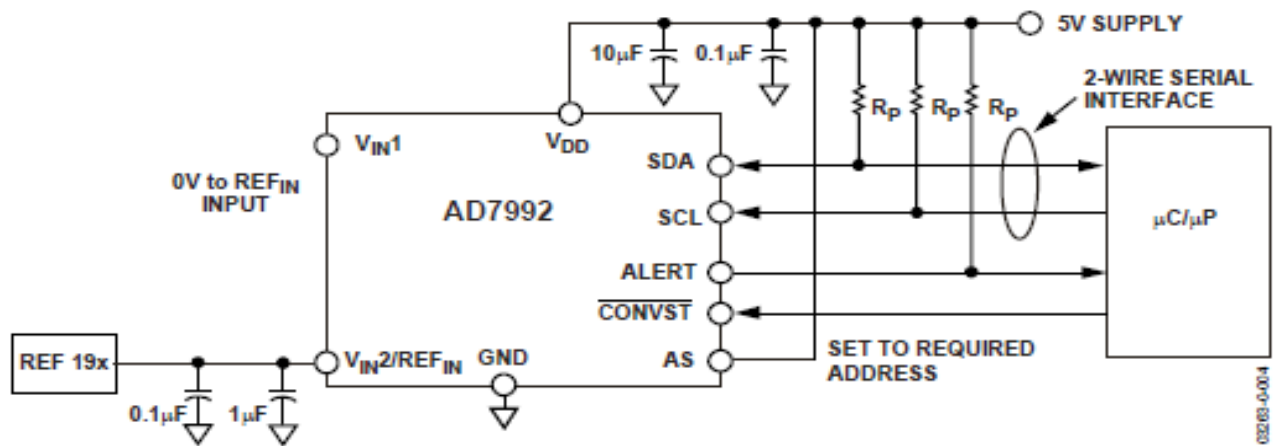 5V SUPPLY
10µF
0.1µF
2-WIRE SERIAL
INTERFACE
RP
RP
RP
VIN1
VDD
SDA
0V to REFIN
INPUT
AD7992
SCL
µC/µP
ALERT
CONVST
REF 19x
VIN2/REFIN
GND
AS
SET TO REQUIRED
ADDRESS
0.1µF
1µF
03263-0-004